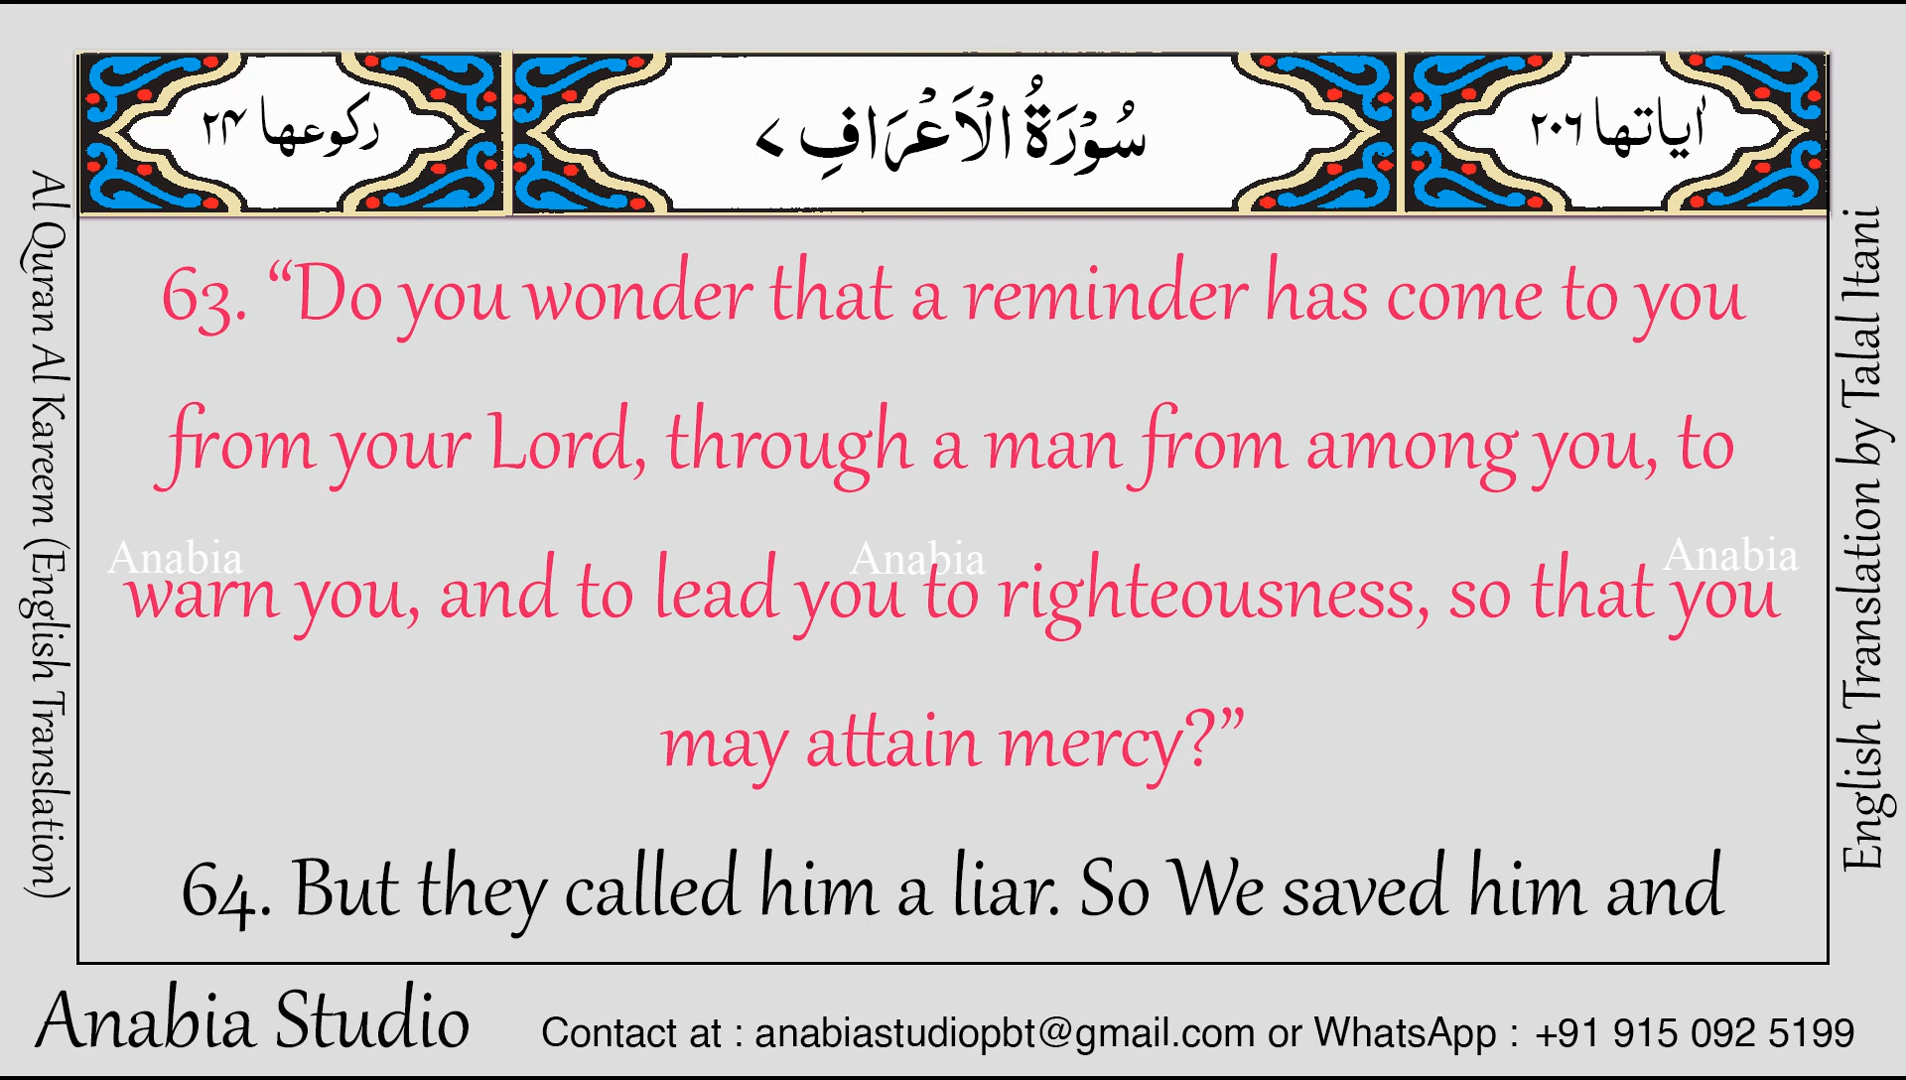 اٰیاتها ٢٠٦
سُوْرَةُ الْاَعْرَافِ ٧
رکوعها ٢٤
63. “Do you wonder that a reminder has come to you
from your Lord, through a man from among you, to
warn you, and to lead you to righteousness, so that you
may attain mercy?”
64. But they called him a liar. So We saved him and
Anabia
Anabia
Anabia
Al Quran Al Kareem (English Translation)
English Translation by Talal Itani
Anabia Studio
Contact at : anabiastudiopbt@gmail.com or WhatsApp : +91 915 092 5199